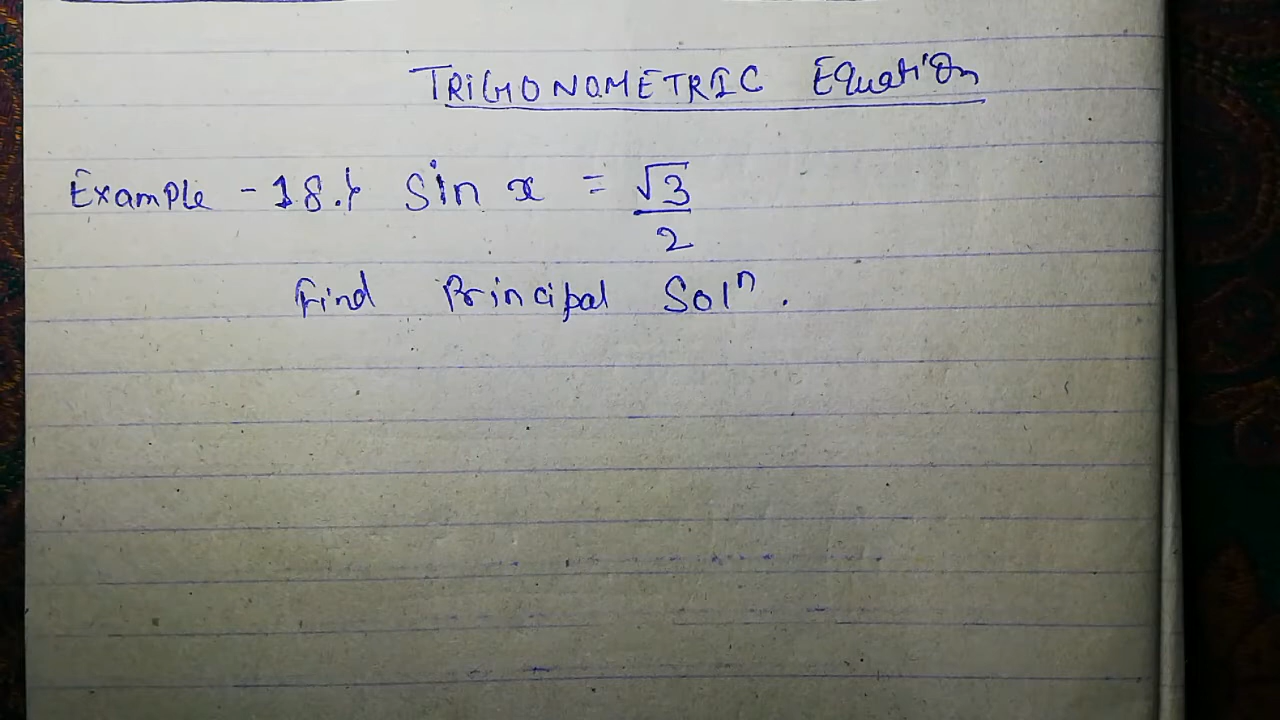 TRIGONOMETRIC EQuatiOn
Example - 18.) Sin x = √3/2
Find Principal Solⁿ.